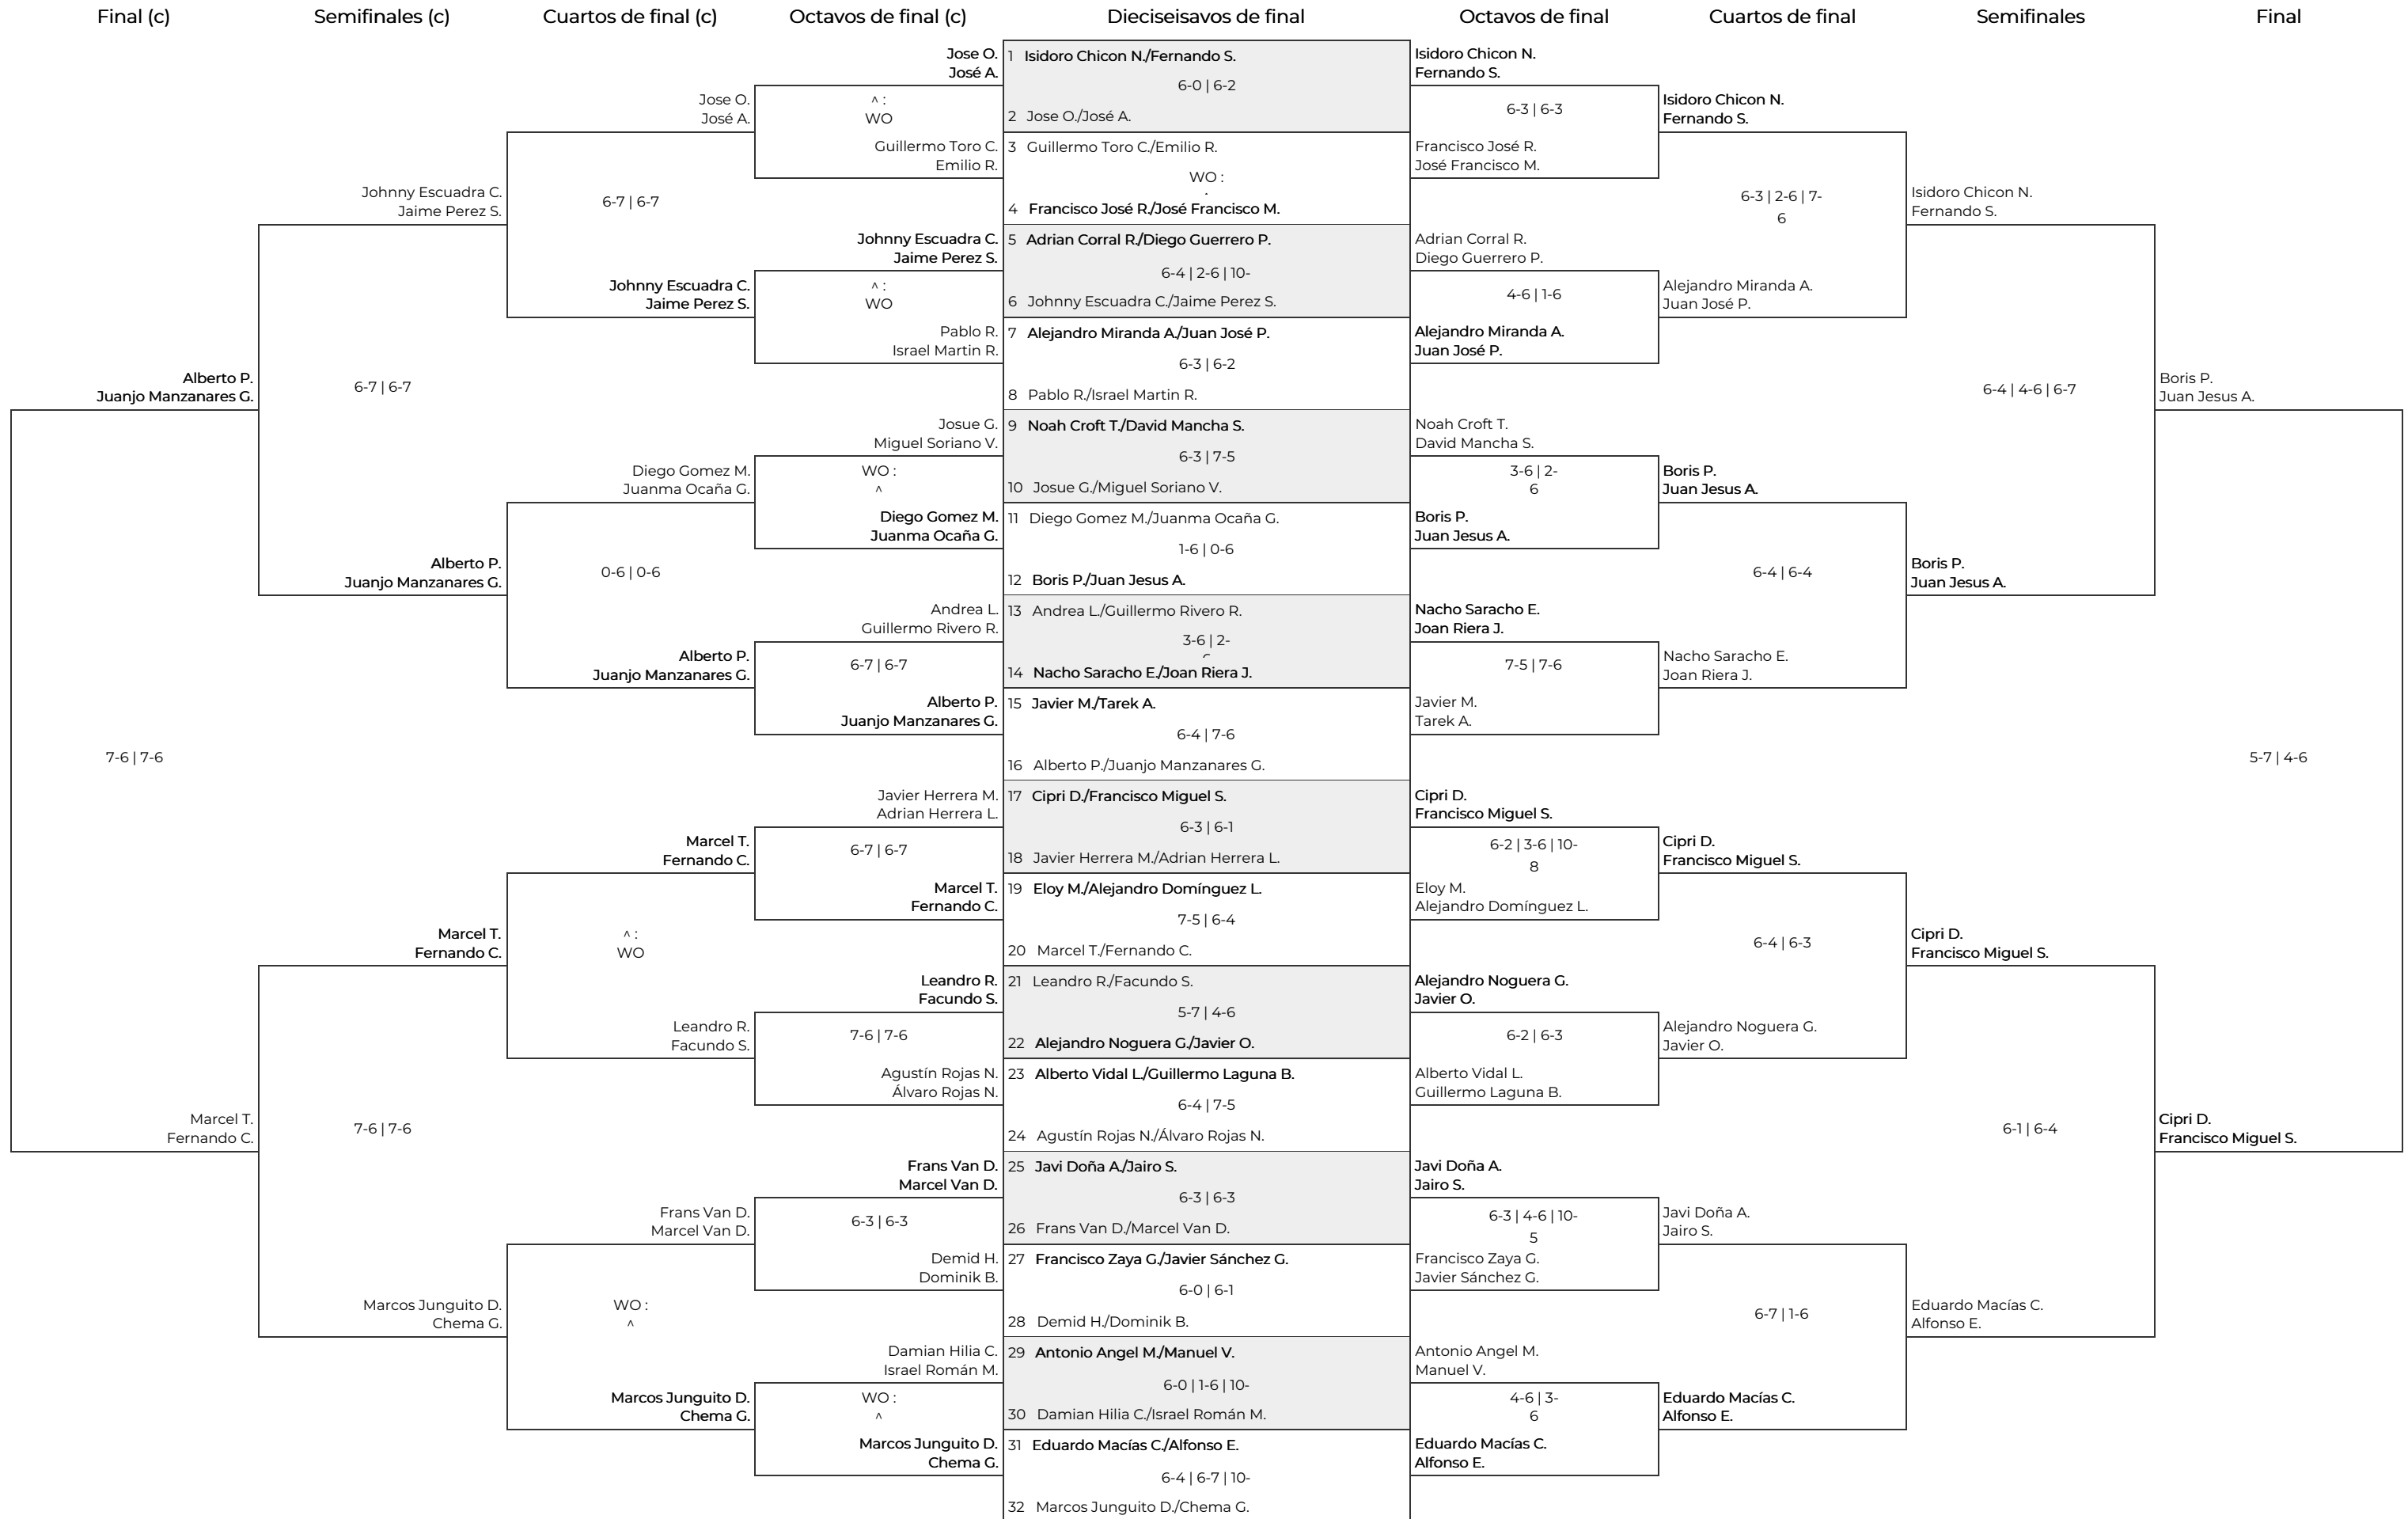 Final (c)
Semifinales (c)
Cuartos de final (c)
Octavos de final (c)
Dieciseisavos de final
Octavos de final
Cuartos de final
Semifinales
Final
Alberto P.
Juanjo Manzanares G.
7-6 | 7-6
Marcel T.
Fernando C.
Johnny Escuadra C.
Jaime Perez S.
6-7 | 6-7
Alberto P.
Juanjo Manzanares G.
Marcel T.
Fernando C.
7-6 | 7-6
Marcos Junguito D.
Chema G.
Jose O.
José A.
6-7 | 6-7
Johnny Escuadra C.
Jaime Perez S.
Diego Gomez M.
Juanma Ocaña G.
0-6 | 0-6
Alberto P.
Juanjo Manzanares G.
Marcel T.
Fernando C.
^ :
WO
Leandro R.
Facundo S.
Frans Van D.
Marcel Van D.
WO :
^
Marcos Junguito D.
Chema G.
Jose O.
José A.
^ :
WO
Guillermo Toro C.
Emilio R.
Johnny Escuadra C.
Jaime Perez S.
^ :
WO
Pablo R.
Israel Martin R.
Josue G.
Miguel Soriano V.
WO :
^
Diego Gomez M.
Juanma Ocaña G.
Andrea L.
Guillermo Rivero R.
6-7 | 6-7
Alberto P.
Juanjo Manzanares G.
Javier Herrera M.
Adrian Herrera L.
6-7 | 6-7
Marcel T.
Fernando C.
Leandro R.
Facundo S.
7-6 | 7-6
Agustín Rojas N.
Álvaro Rojas N.
Frans Van D.
Marcel Van D.
6-3 | 6-3
Demid H.
Dominik B.
Damian Hilia C.
Israel Román M.
WO :
^
Marcos Junguito D.
Chema G.
1 Isidoro Chicon N./Fernando S.
6-0 | 6-2
2 Jose O./José A.
3 Guillermo Toro C./Emilio R.
WO :
4 Francisco José R./José Francisco M.
5 Adrian Corral R./Diego Guerrero P.
6-4 | 2-6 | 10-
6 Johnny Escuadra C./Jaime Perez S.
7 Alejandro Miranda A./Juan José P.
6-3 | 6-2
8 Pablo R./Israel Martin R.
9 Noah Croft T./David Mancha S.
6-3 | 7-5
10 Josue G./Miguel Soriano V.
11 Diego Gomez M./Juanma Ocaña G.
1-6 | 0-6
12 Boris P./Juan Jesus A.
13 Andrea L./Guillermo Rivero R.
3-6 | 2-
14 Nacho Saracho E./Joan Riera J.
15 Javier M./Tarek A.
6-4 | 7-6
16 Alberto P./Juanjo Manzanares G.
17 Cipri D./Francisco Miguel S.
6-3 | 6-1
18 Javier Herrera M./Adrian Herrera L.
19 Eloy M./Alejandro Domínguez L.
7-5 | 6-4
20 Marcel T./Fernando C.
21 Leandro R./Facundo S.
5-7 | 4-6
22 Alejandro Noguera G./Javier O.
23 Alberto Vidal L./Guillermo Laguna B.
6-4 | 7-5
24 Agustín Rojas N./Álvaro Rojas N.
25 Javi Doña A./Jairo S.
6-3 | 6-3
26 Frans Van D./Marcel Van D.
27 Francisco Zaya G./Javier Sánchez G.
6-0 | 6-1
28 Demid H./Dominik B.
29 Antonio Angel M./Manuel V.
6-0 | 1-6 | 10-
30 Damian Hilia C./Israel Román M.
31 Eduardo Macías C./Alfonso E.
6-4 | 6-7 | 10-
32 Marcos Junguito D./Chema G.
Isidoro Chicon N.
Fernando S.
6-3 | 6-3
Francisco José R.
José Francisco M.
Adrian Corral R.
Diego Guerrero P.
4-6 | 1-6
Alejandro Miranda A.
Juan José P.
Noah Croft T.
David Mancha S.
3-6 | 2-
6
Boris P.
Juan Jesus A.
Nacho Saracho E.
Joan Riera J.
7-5 | 7-6
Javier M.
Tarek A.
Cipri D.
Francisco Miguel S.
6-2 | 3-6 | 10-
8
Eloy M.
Alejandro Domínguez L.
Alejandro Noguera G.
Javier O.
6-2 | 6-3
Alberto Vidal L.
Guillermo Laguna B.
Javi Doña A.
Jairo S.
6-3 | 4-6 | 10-
5
Francisco Zaya G.
Javier Sánchez G.
Antonio Angel M.
Manuel V.
4-6 | 3-
6
Eduardo Macías C.
Alfonso E.
Isidoro Chicon N.
Fernando S.
6-3 | 2-6 | 7-
6
Alejandro Miranda A.
Juan José P.
Boris P.
Juan Jesus A.
6-4 | 6-4
Nacho Saracho E.
Joan Riera J.
Cipri D.
Francisco Miguel S.
6-4 | 6-3
Alejandro Noguera G.
Javier O.
Javi Doña A.
Jairo S.
6-7 | 1-6
Eduardo Macías C.
Alfonso E.
Isidoro Chicon N.
Fernando S.
6-4 | 4-6 | 6-7
Boris P.
Juan Jesus A.
Cipri D.
Francisco Miguel S.
6-1 | 6-4
Eduardo Macías C.
Alfonso E.
Boris P.
Juan Jesus A.
5-7 | 4-6
Cipri D.
Francisco Miguel S.